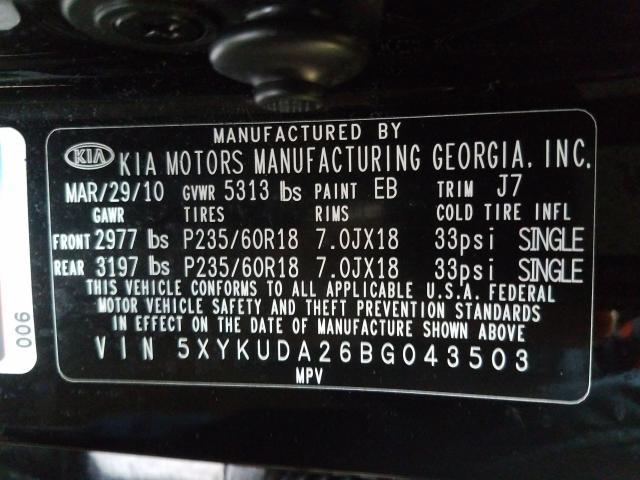 MANUFACTURED BY
KIA KIA MOTORS MANUFACTURING GEORGIA, INC.
MAR/29/10 GVWR 5313 lbs PAINT EB TRIM J7
GAWR TIRES RIMS COLD TIRE INFL
FRONT 2977 lbs P235/60R18 7.0JX18 33psi SINGLE
REAR 3197 lbs P235/60R18 7.0JX18 33psi SINGLE
THIS VEHICLE CONFORMS TO ALL APPLICABLE U.S.A. FEDERAL
MOTOR VEHICLE SAFETY AND THEFT PREVENTION STANDARDS
IN EFFECT ON THE DATE OF MANUFACTURE SHOWN ABOVE
VIN 5XYKUDA26BG043503
MPV
006